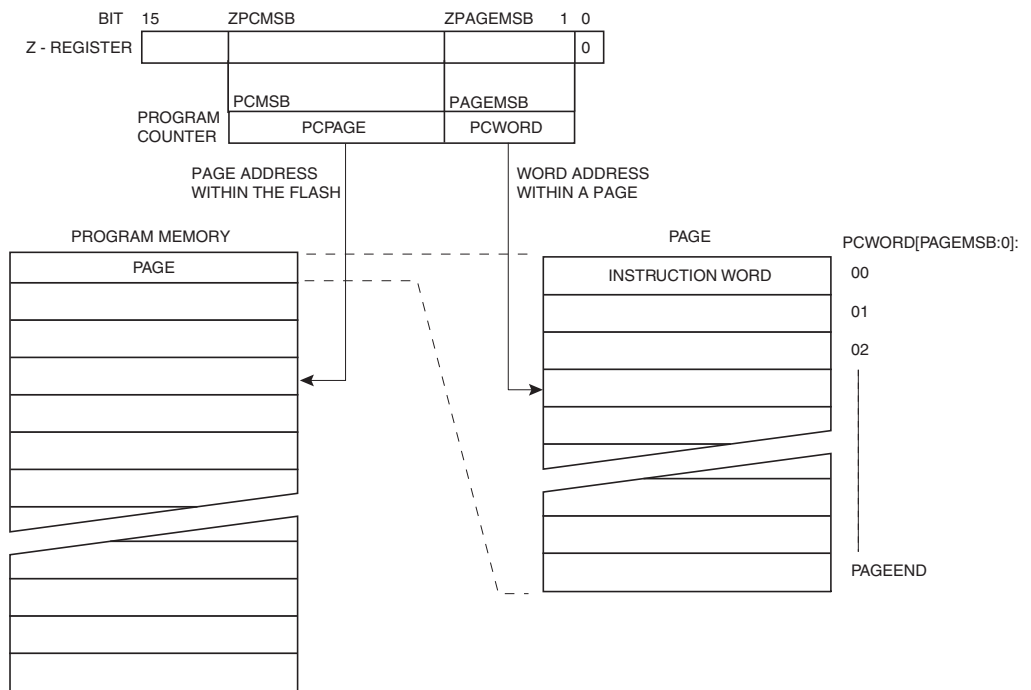 BIT 15 ZPCMSB ZPAGEMSB 1 0
Z - REGISTER 0
PCMSB PAGEMSB
PROGRAM
COUNTER
PCPAGE PCWORD
PAGE ADDRESS
WITHIN THE FLASH
WORD ADDRESS
WITHIN A PAGE
PROGRAM MEMORY
PAGE
PAGE
PCWORD[PAGEMSB:0]:
INSTRUCTION WORD 00
01
02
PAGEEND